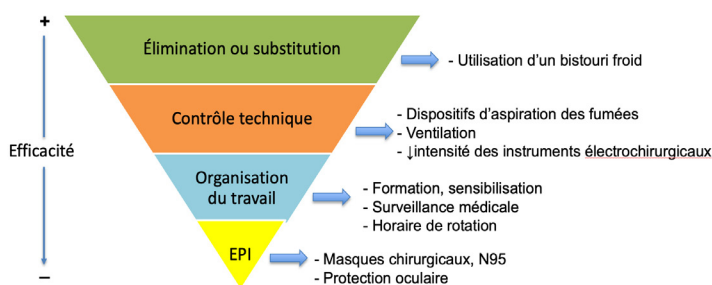 +
Élimination ou substitution
- Utilisation d'un bistouri froid
Contrôle technique
- Dispositifs d'aspiration des fumées
- Ventilation
- ↓intensité des instruments électrochirurgicaux
Efficacité
Organisation
du travail
- Formation, sensibilisation
- Surveillance médicale
- Horaire de rotation
EPI
- Masques chirurgicaux, N95
- Protection oculaire
–